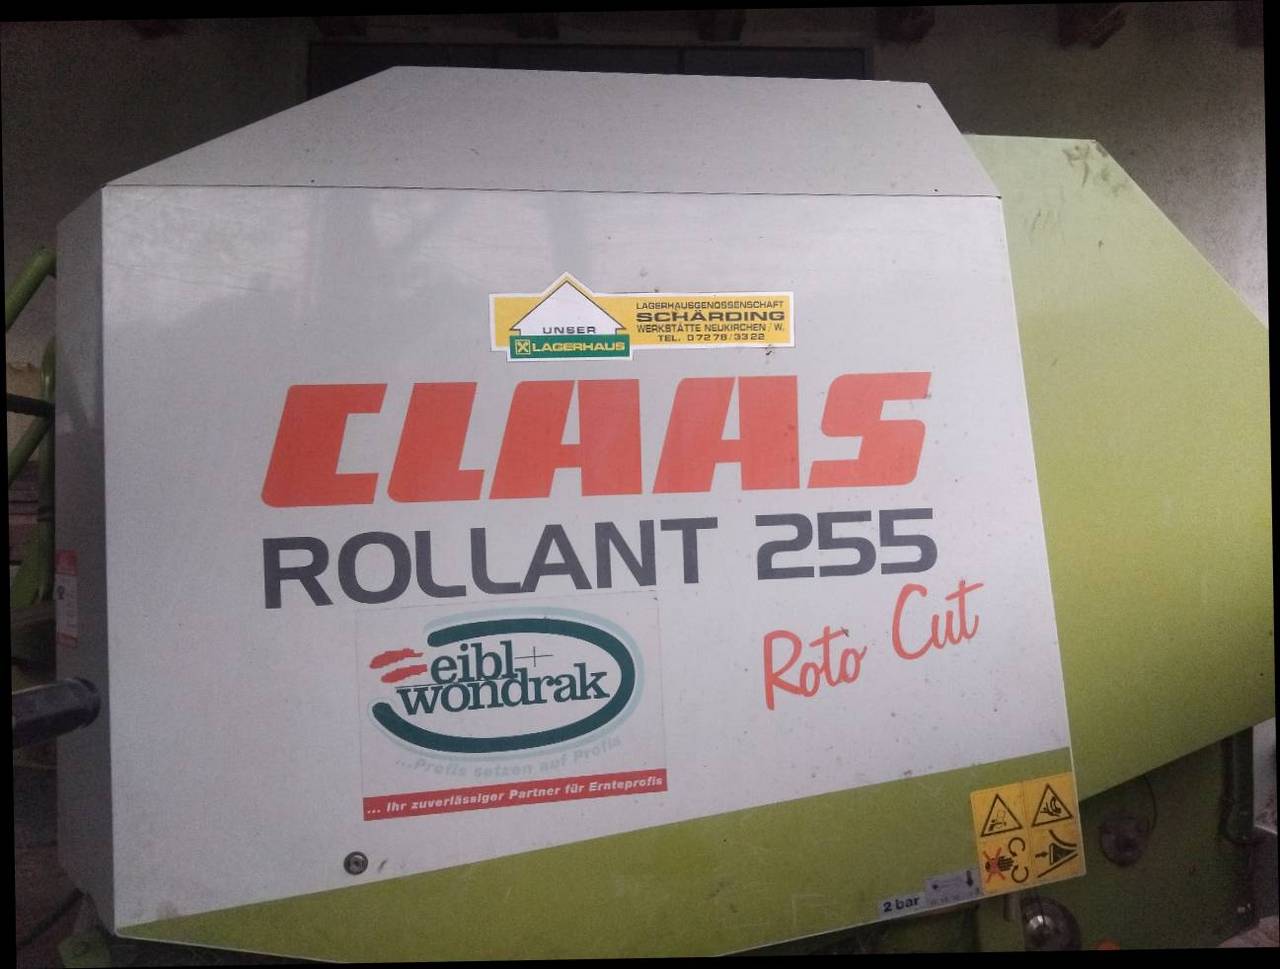 LAGERHAUSGENOSSENSCHAFT
SCHÄRDING
WERKSTÄTTE NEUKIRCHEN/W.
TEL. 07278/3322
UNSER
LAGERHAUS
CLAAS
ROLLANT 255
Roto Cut
eibl+
wondrak
...Profis setzen auf Profis
... Ihr zuverlässiger Partner für Ernteprofis
2 bar